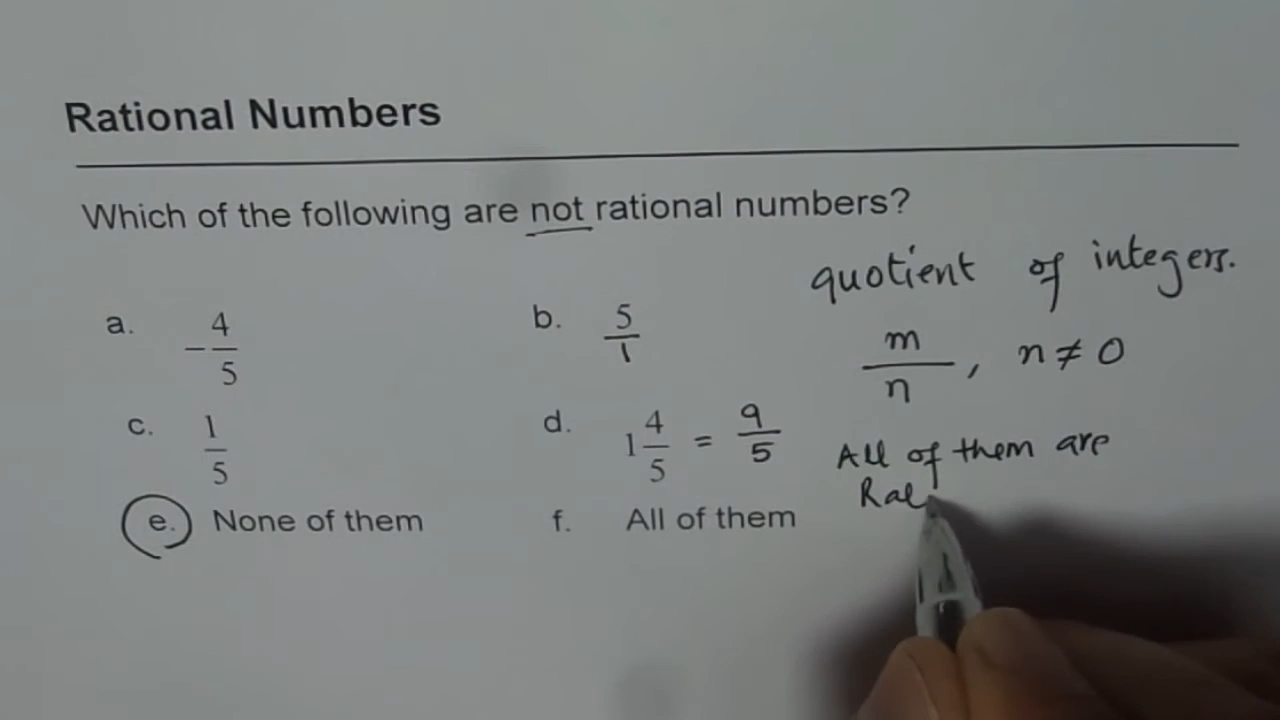 Rational Numbers
Which of the following are not rational numbers?
quotient of integers.
a. -4/5
b. 5/1
m/n, n ≠ 0
c. 1/5
d. 1 4/5 = 9/5
All of them are
e. None of them
f. All of them